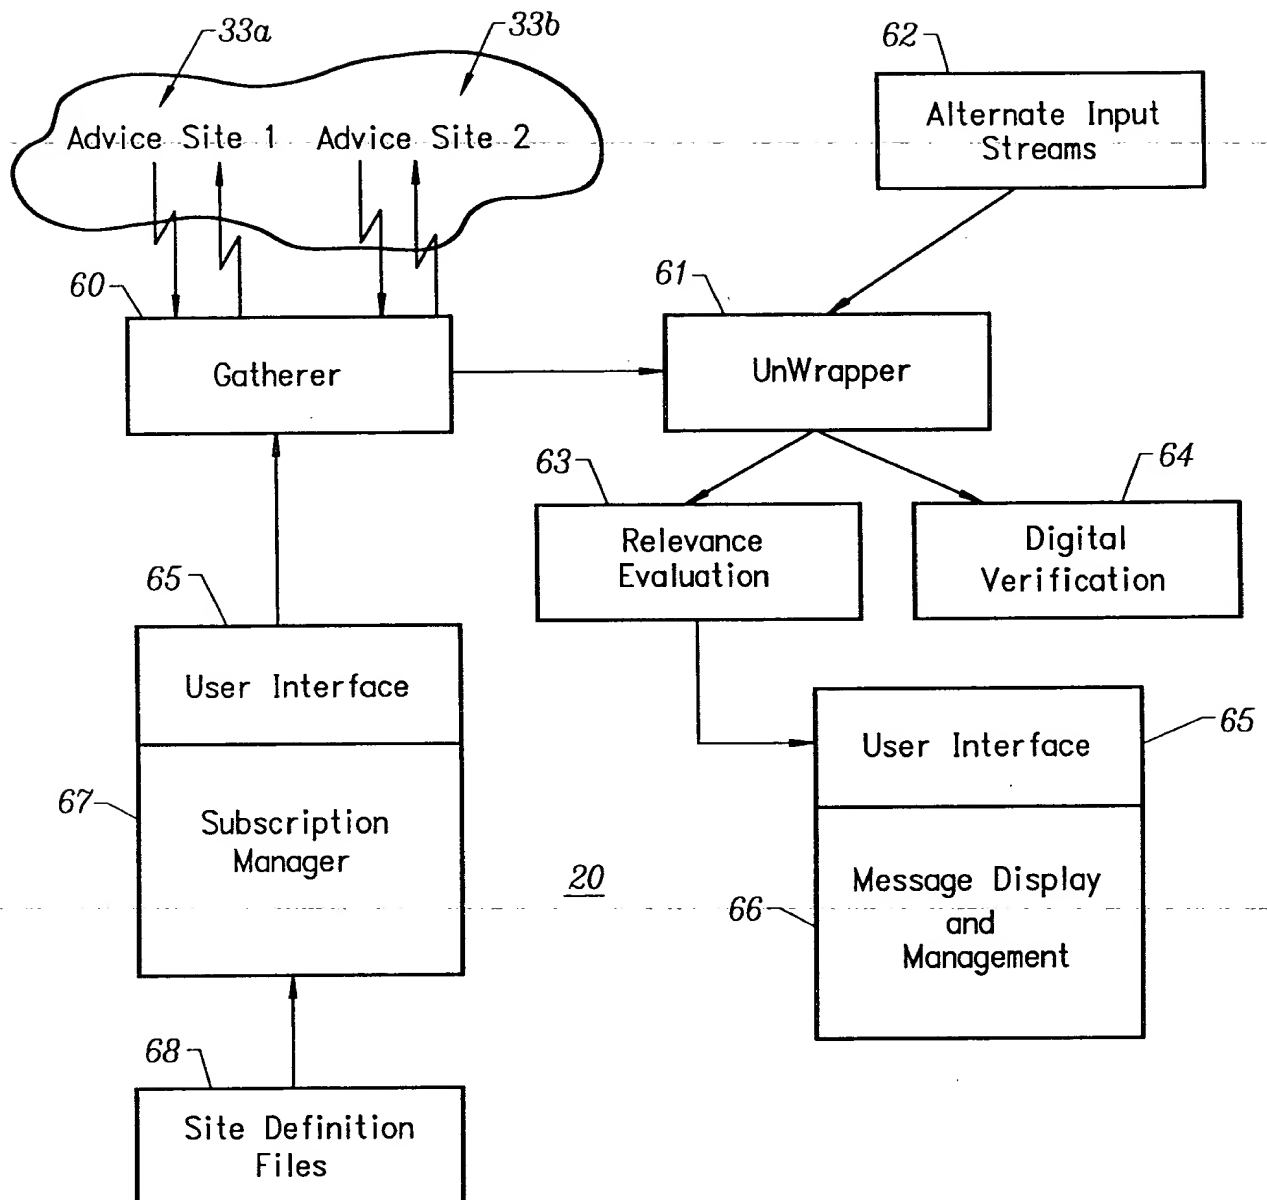 33a
33b
62
Advice Site 1
Advice Site 2
Alternate Input
Streams
60
61
Gatherer
UnWrapper
63
64
Relevance
Evaluation
Digital
Verification
65
User Interface
65
User Interface
67
Subscription
Manager
20
66
Message Display
and
Management
68
Site Definition
Files